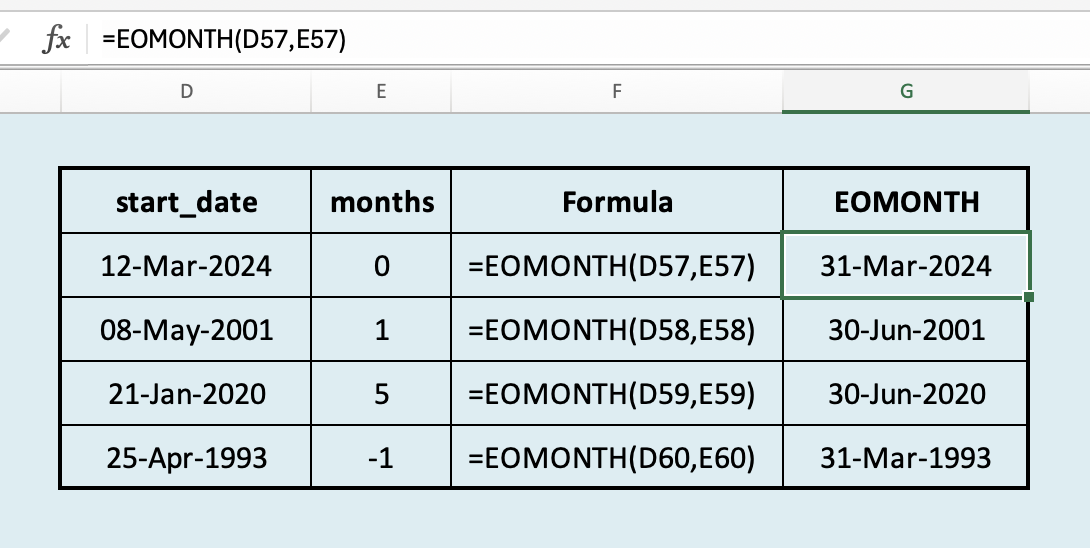 fx =EOMONTH(D57,E57)
D E F G
start_date months Formula EOMONTH
12-Mar-2024 0 =EOMONTH(D57,E57) 31-Mar-2024
08-May-2001 1 =EOMONTH(D58,E58) 30-Jun-2001
21-Jan-2020 5 =EOMONTH(D59,E59) 30-Jun-2020
25-Apr-1993 -1 =EOMONTH(D60,E60) 31-Mar-1993